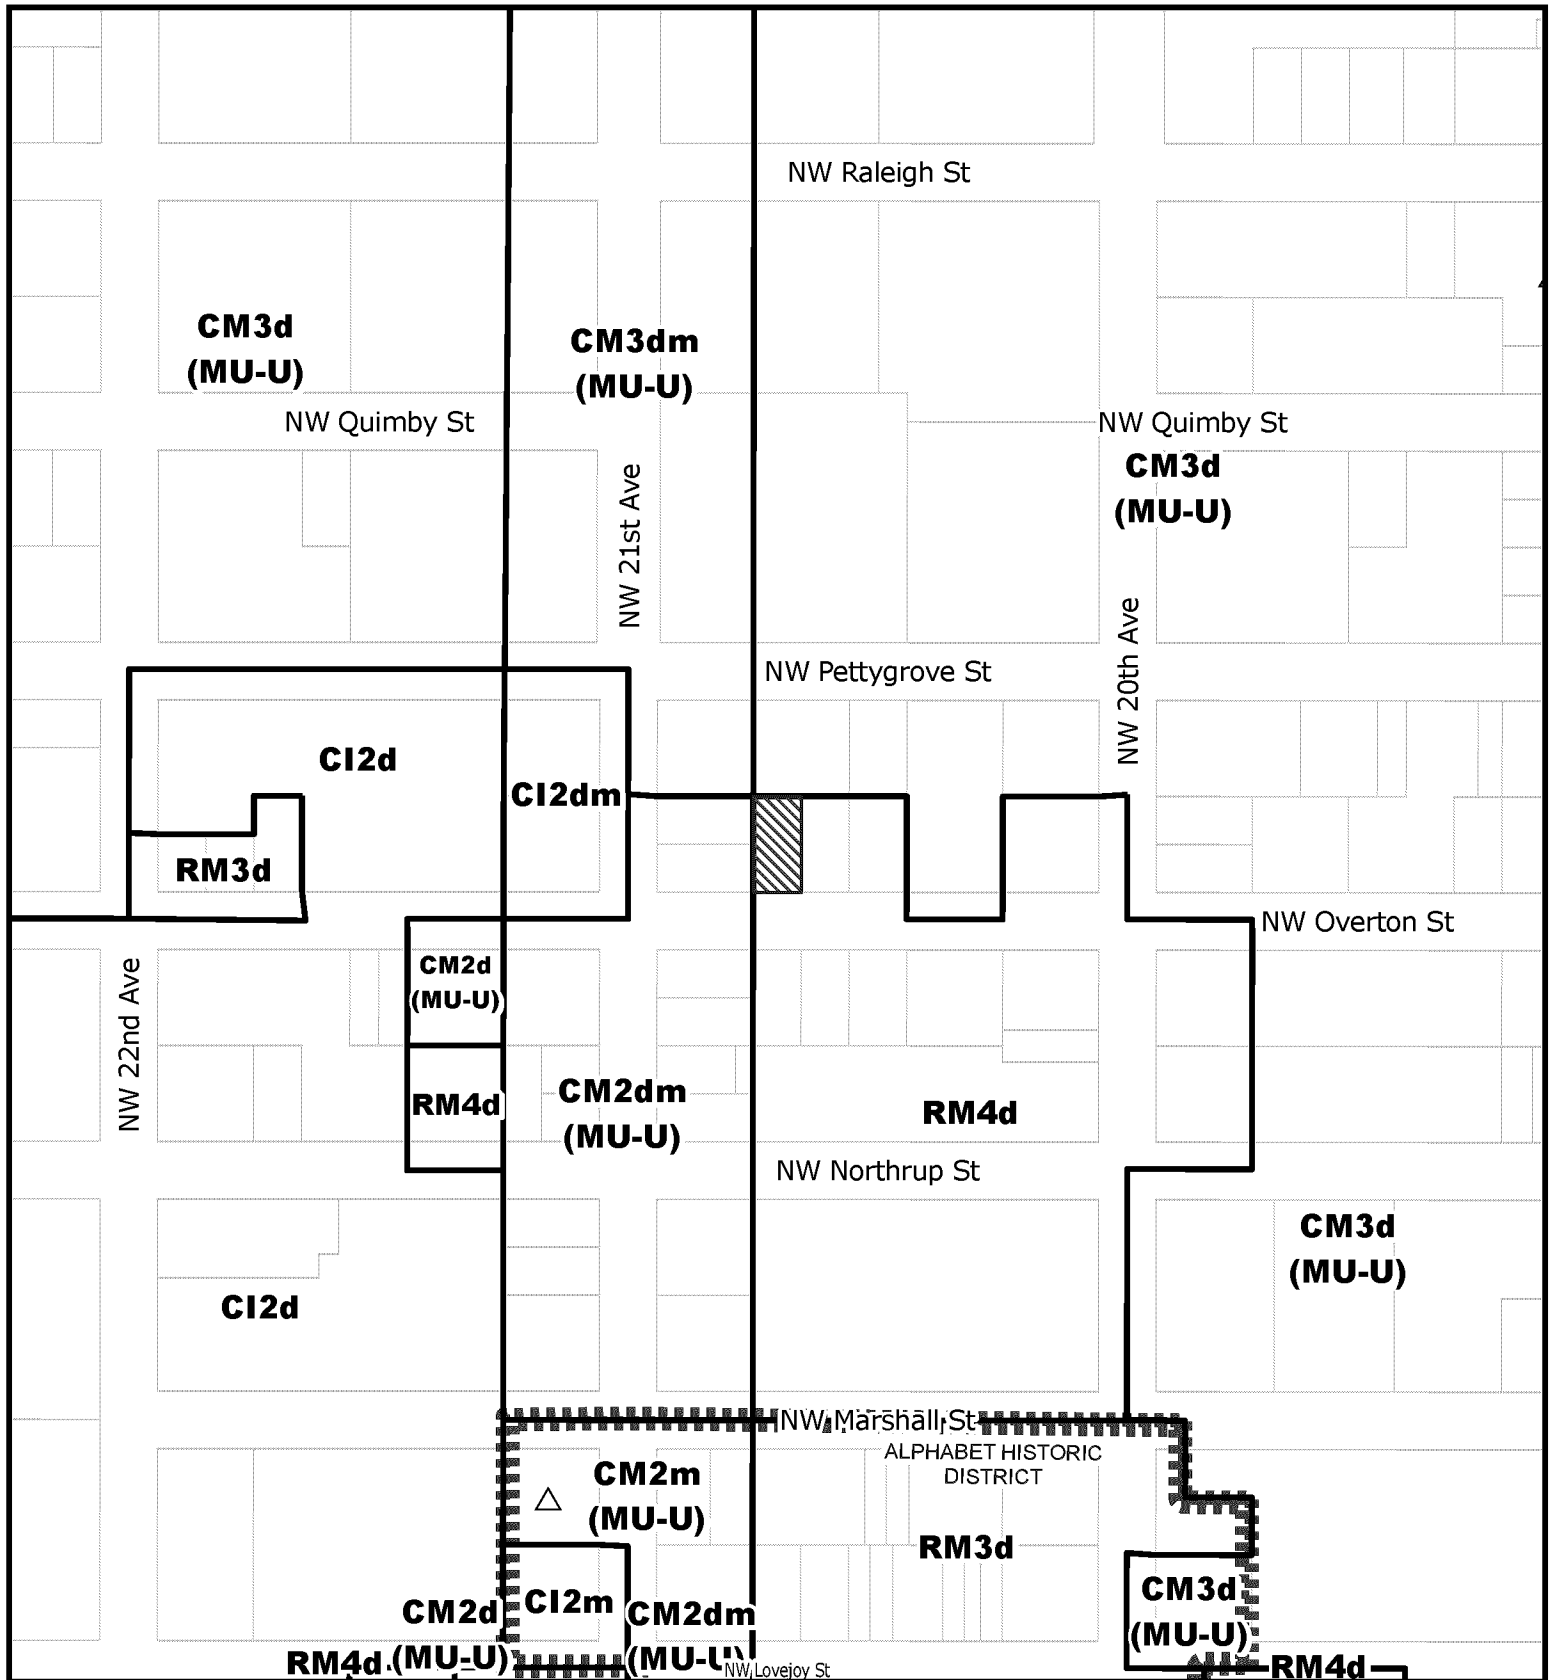 NW Raleigh St
CM3d
(MU-U)
CM3dm
(MU-U)
NW Quimby St
NW Quimby St
CM3d
(MU-U)
NW 21st Ave
NW 20th Ave
NW Pettygrove St
CI2d
CI2dm
RM3d
NW Overton St
NW 22nd Ave
CM2d
(MU-U)
RM4d
CM2dm
(MU-U)
RM4d
NW Northrup St
CM3d
(MU-U)
CI2d
NW Marshall St
ALPHABET HISTORIC
DISTRICT
CM2m
(MU-U)
RM3d
CM3d
(MU-U)
CI2m
CM2d
(MU-U)
CM2dm
(MU-U)
NW Lovejoy St
RM4d
RM4d